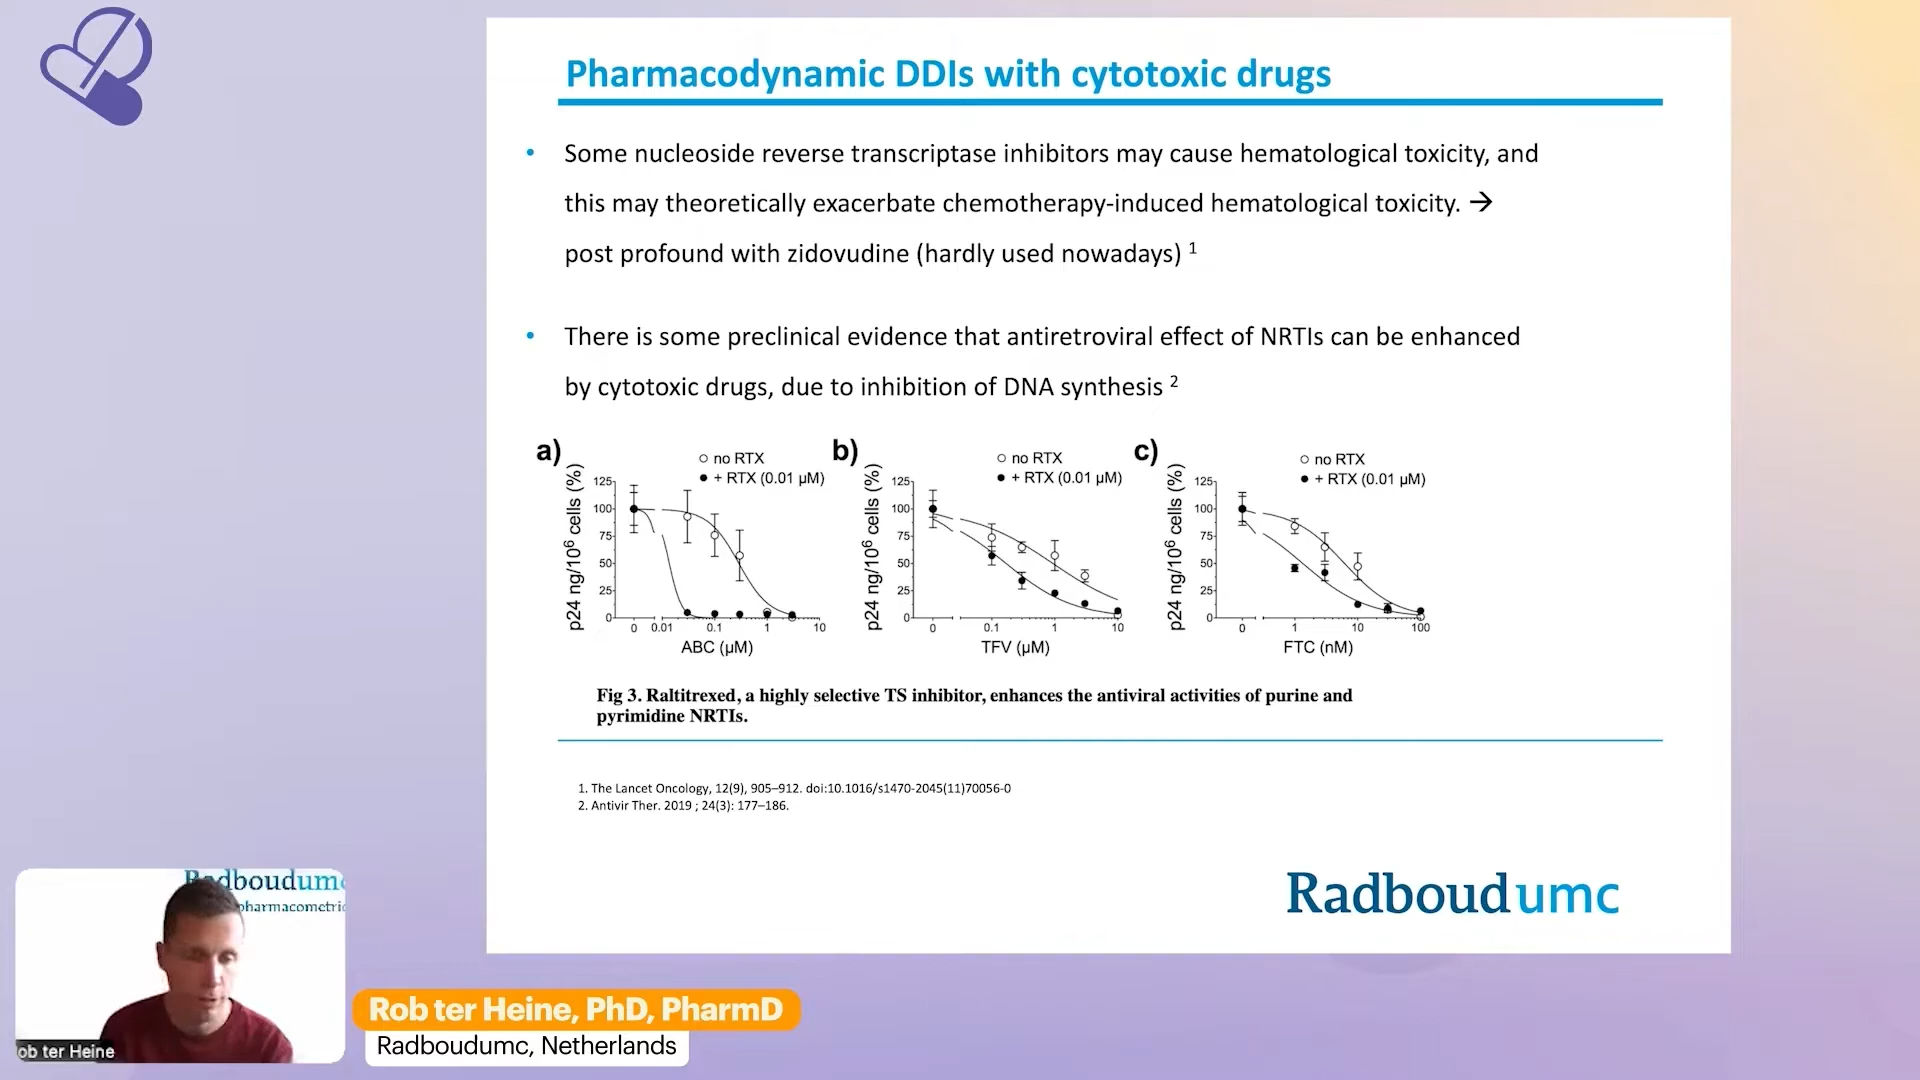 Pharmacodynamic DDIs with cytotoxic drugs
• Some nucleoside reverse transcriptase inhibitors may cause hematological toxicity, and
this may theoretically exacerbate chemotherapy-induced hematological toxicity. →
post profound with zidovudine (hardly used nowadays) 1
• There is some preclinical evidence that antiretroviral effect of NRTIs can be enhanced
by cytotoxic drugs, due to inhibition of DNA synthesis 2
a)
no RTX
+ RTX (0.01 µM)
p24 ng/10⁶ cells (%)
125
100
75
50
25
0
0 0.01 0.1 1 10
ABC (µM)
b)
no RTX
+ RTX (0.01 µM)
p24 ng/10⁶ cells (%)
125
100
75
50
25
0
0 0.1 1 10
TFV (µM)
c)
no RTX
+ RTX (0.01 µM)
p24 ng/10⁶ cells (%)
125
100
75
50
25
0
0 1 10 100
FTC (nM)
Fig 3. Raltitrexed, a highly selective TS inhibitor, enhances the antiviral activities of purine and
pyrimidine NRTIs.
1. The Lancet Oncology, 12(9), 905–912. doi:10.1016/s1470-2045(11)70056-0
2. Antivir Ther. 2019 ; 24(3): 177–186.
Radboudumc
Radboudumc
pharmacometric
ob ter Heine
Rob ter Heine, PhD, PharmD
Radboudumc, Netherlands